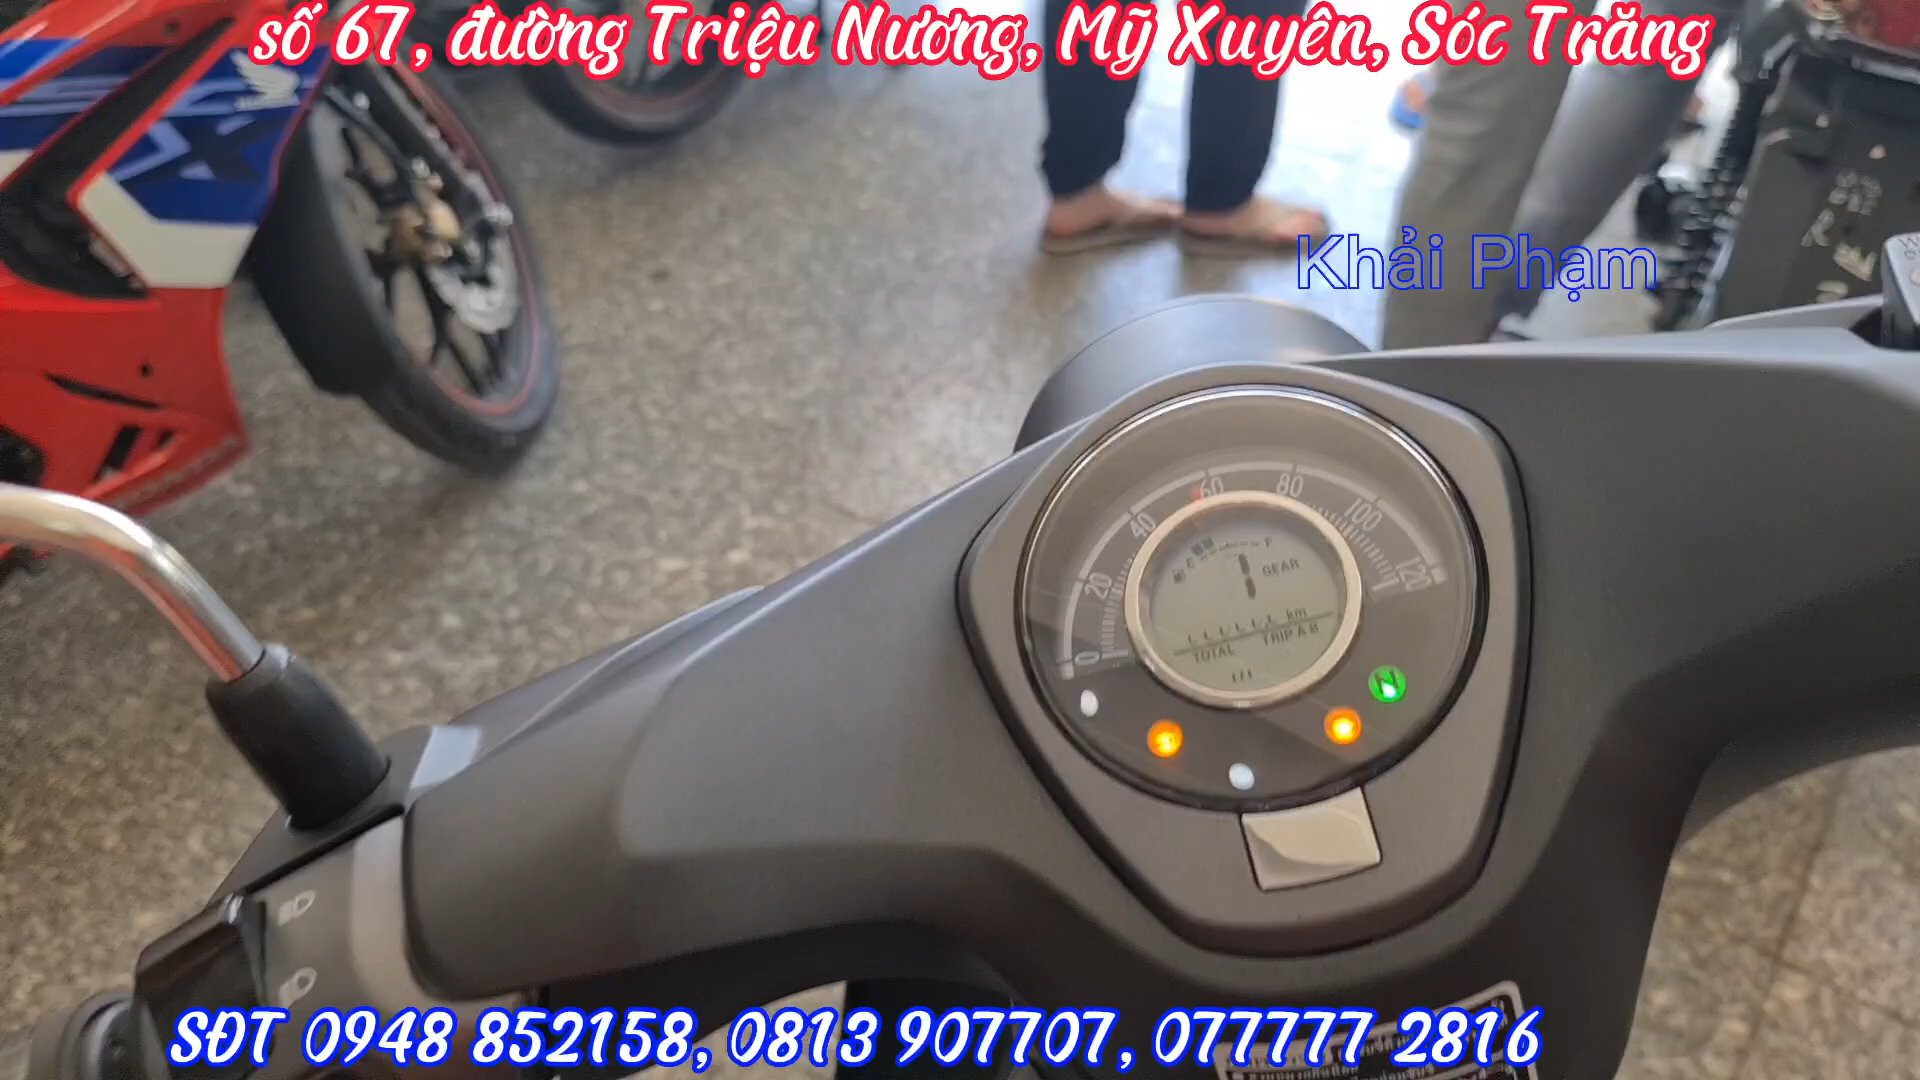 số 67, đường Triệu Nương, Mỹ Xuyên, Sóc Trăng
Khải Phạm
0 20 40 60 80 100 120
E F
GEAR
km
TOTAL TRIP A B
N
SĐT 0948 852158, 0813 907707, 077777 2816